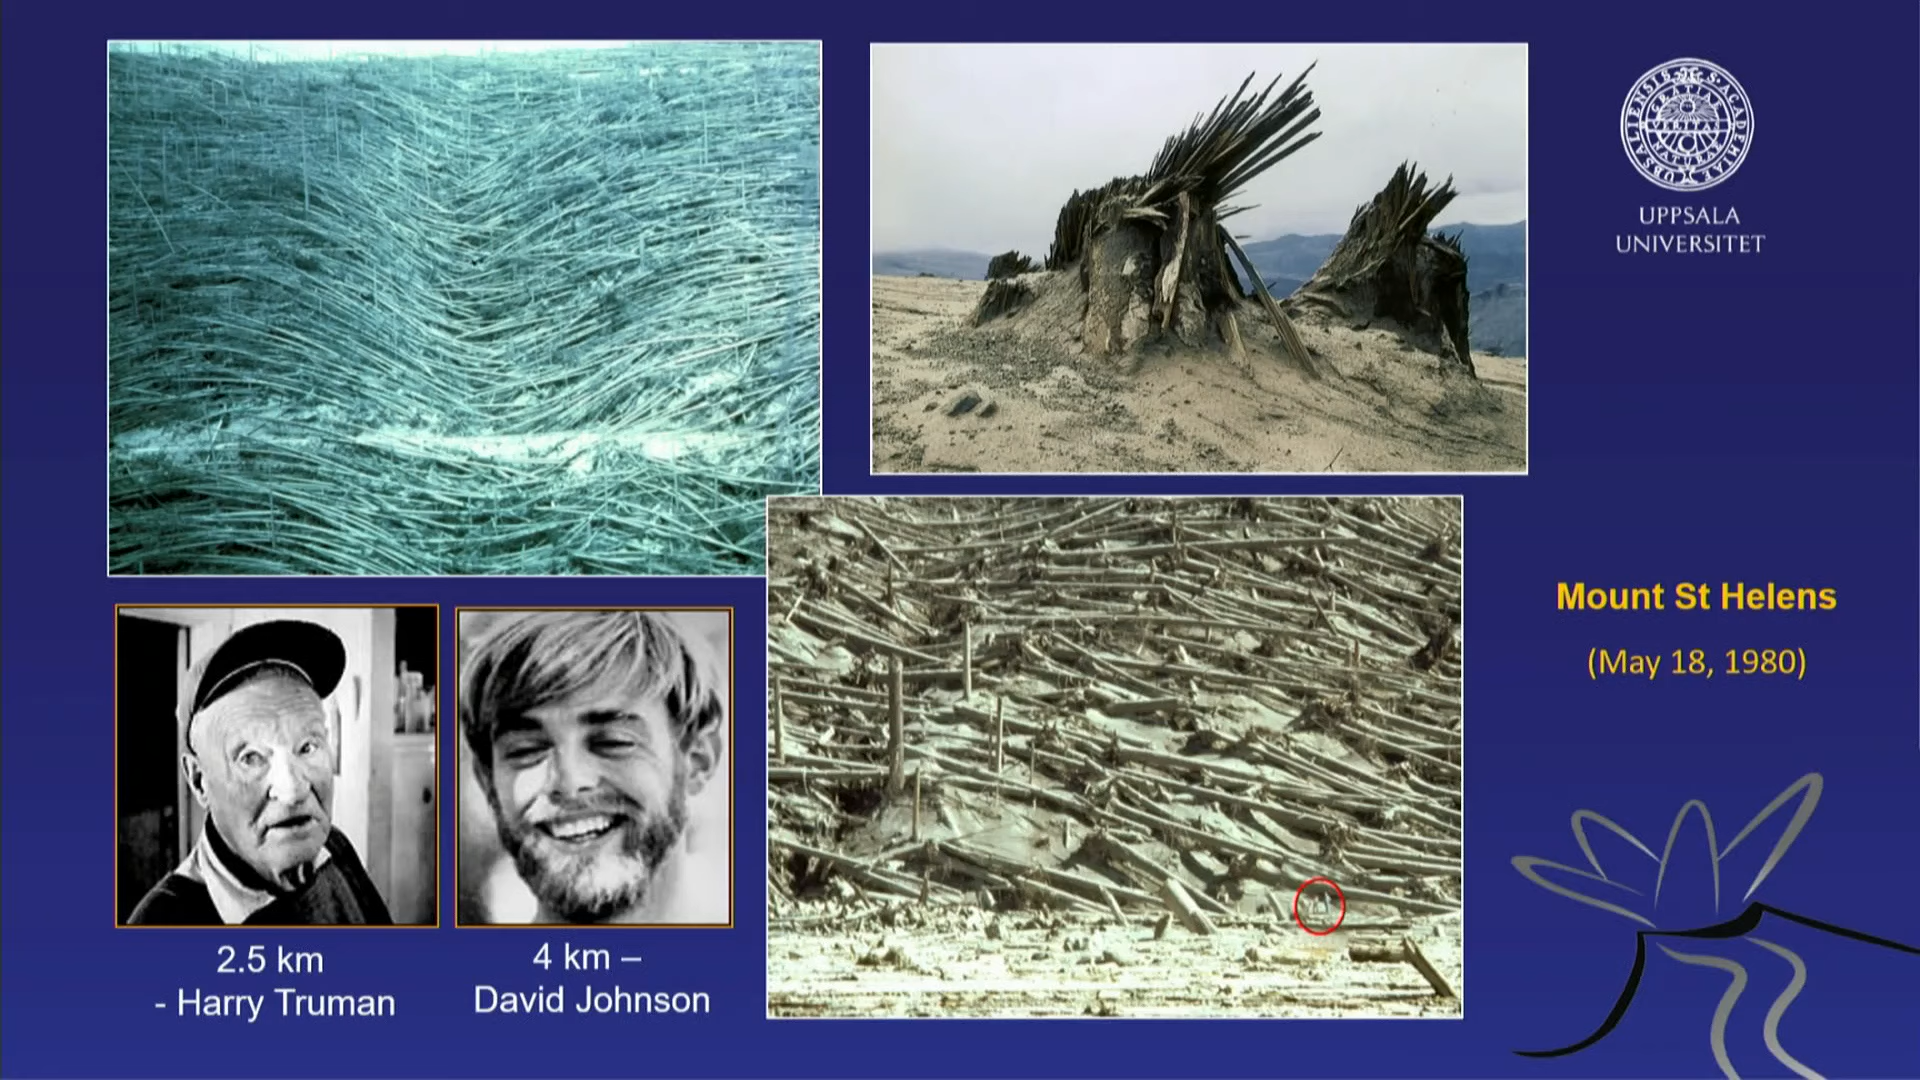 UPPSALA
UNIVERSITET
Mount St Helens
(May 18, 1980)
2.5 km
- Harry Truman
4 km –
David Johnson